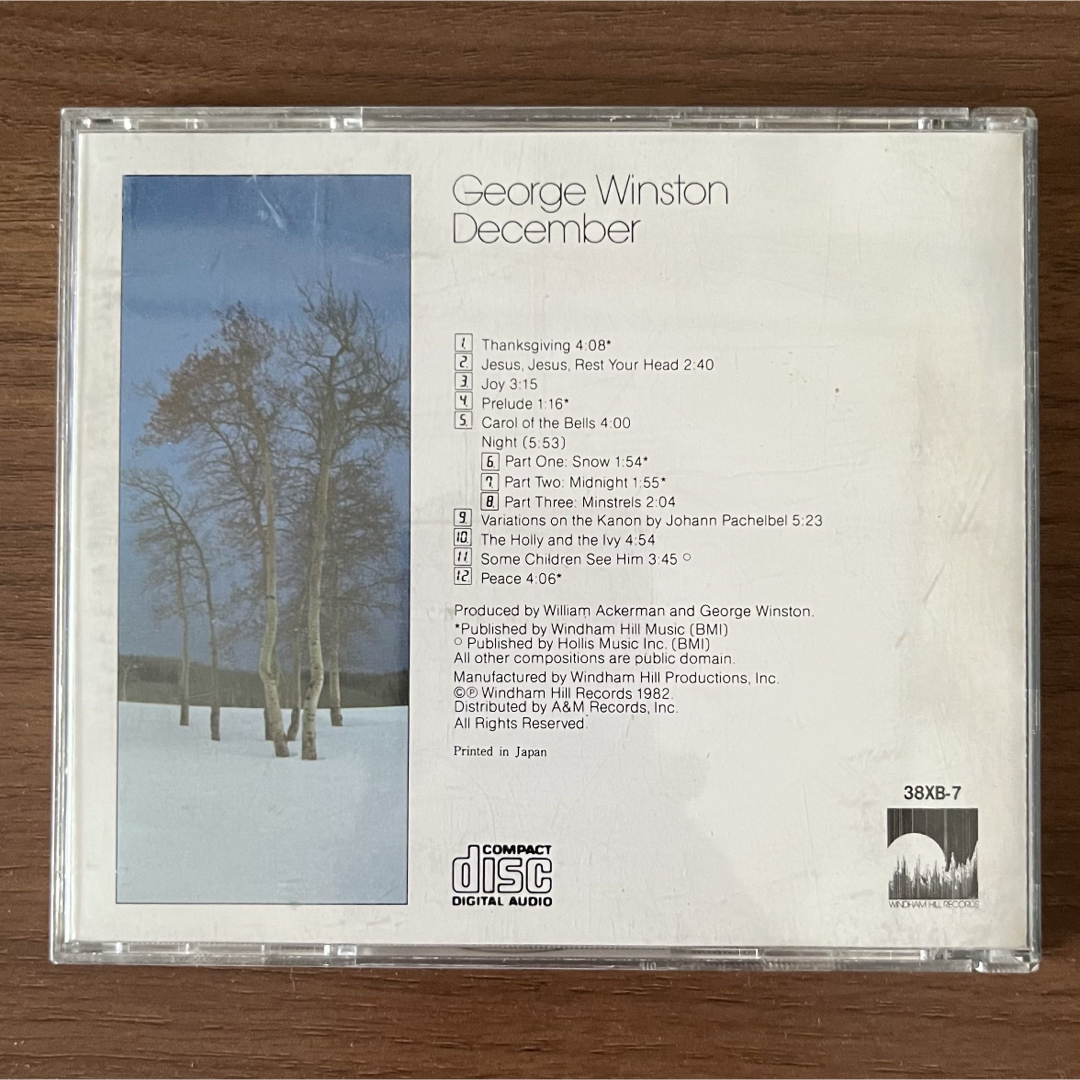 George Winston
December
1. Thanksgiving 4:08*
2. Jesus, Jesus, Rest Your Head 2:40
3. Joy 3:15
4. Prelude 1:16*
5. Carol of the Bells 4:00
Night (5:53)
6. Part One: Snow 1:54*
7. Part Two: Midnight 1:55*
8. Part Three: Minstrels 2:04
9. Variations on the Kanon by Johann Pachelbel 5:23
10. The Holly and the Ivy 4:54
11. Some Children See Him 3:45 ○
12. Peace 4:06*
Produced by William Ackerman and George Winston.
*Published by Windham Hill Music (BMI)
○ Published by Hollis Music Inc. (BMI)
All other compositions are public domain.
Manufactured by Windham Hill Productions, Inc.
©℗ Windham Hill Records 1982.
Distributed by A&M Records, Inc.
All Rights Reserved.
Printed in Japan
38XB-7
COMPACT
disc
DIGITAL AUDIO
WINDHAM HILL RECORDS